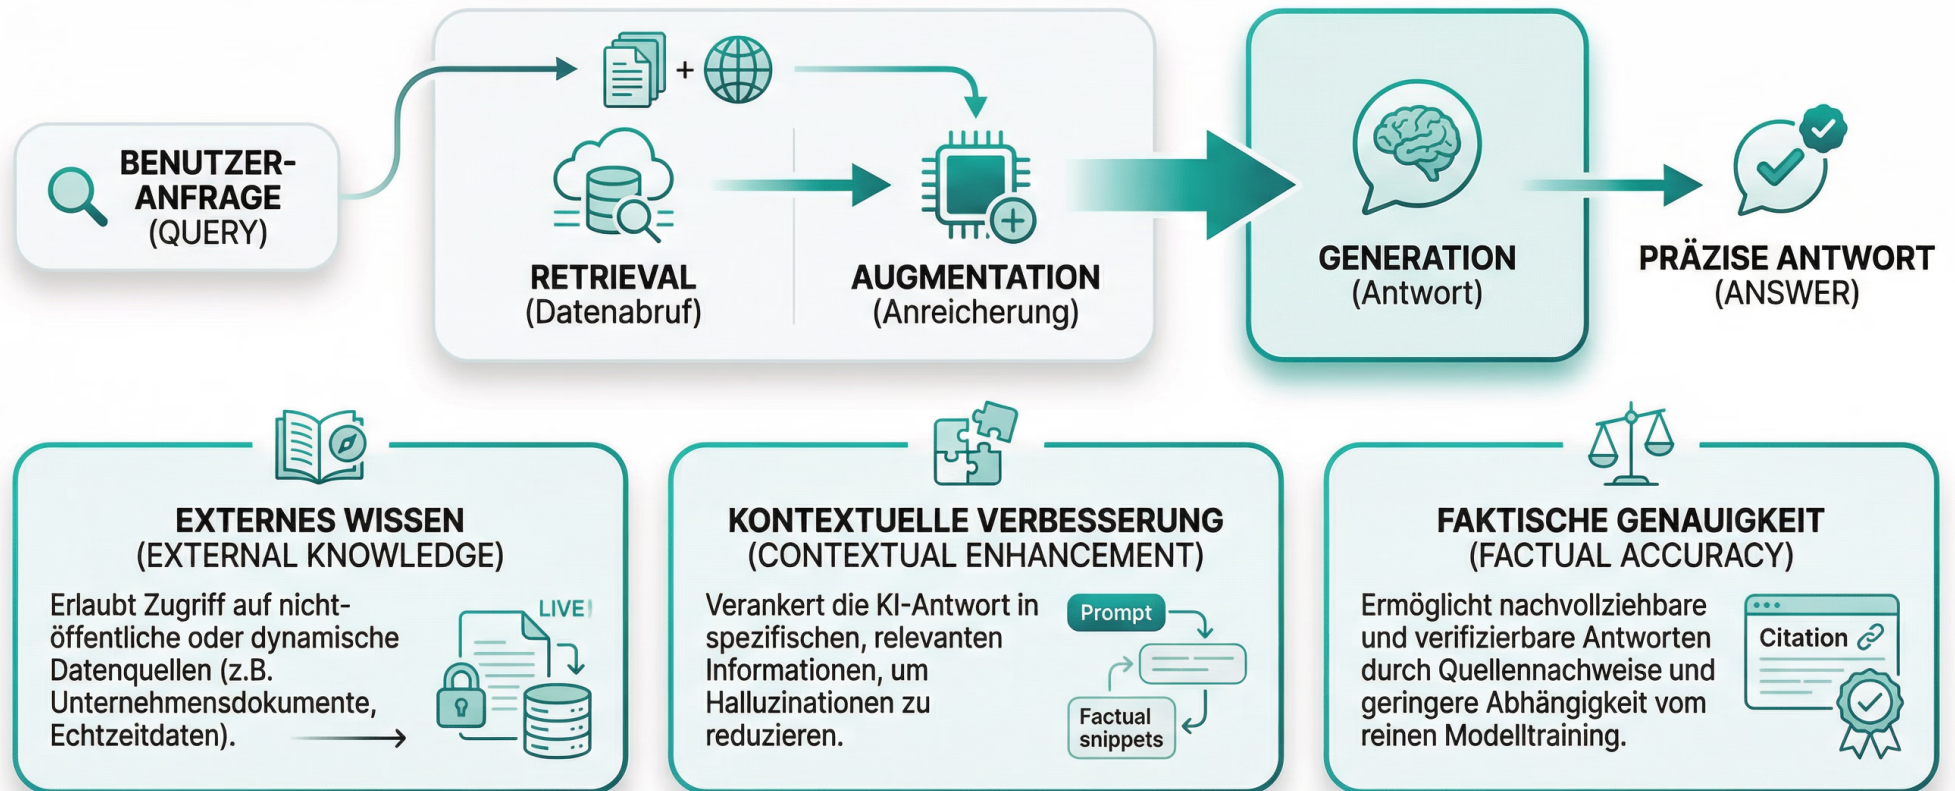 BENUTZER-
ANFRAGE
(QUERY)
+
RETRIEVAL
(Datenabruf)
AUGMENTATION
(Anreicherung)
GENERATION
(Antwort)
PRÄZISE ANTWORT
(ANSWER)
EXTERNES WISSEN
(EXTERNAL KNOWLEDGE)
Erlaubt Zugriff auf nicht-
öffentliche oder dynamische
Datenquellen (z.B.
Unternehmensdokumente,
Echtzeitdaten).
LIVE
KONTEXTUELLE VERBESSERUNG
(CONTEXTUAL ENHANCEMENT)
Verankert die KI-Antwort in
spezifischen, relevanten
Informationen, um
Halluzinationen zu
reduzieren.
Prompt
Factual
snippets
FAKTISCHE GENAUIGKEIT
(FACTUAL ACCURACY)
Ermöglicht nachvollziehbare
und verifizierbare Antworten
durch Quellennachweise und
geringere Abhängigkeit vom
reinen Modelltraining.
Citation